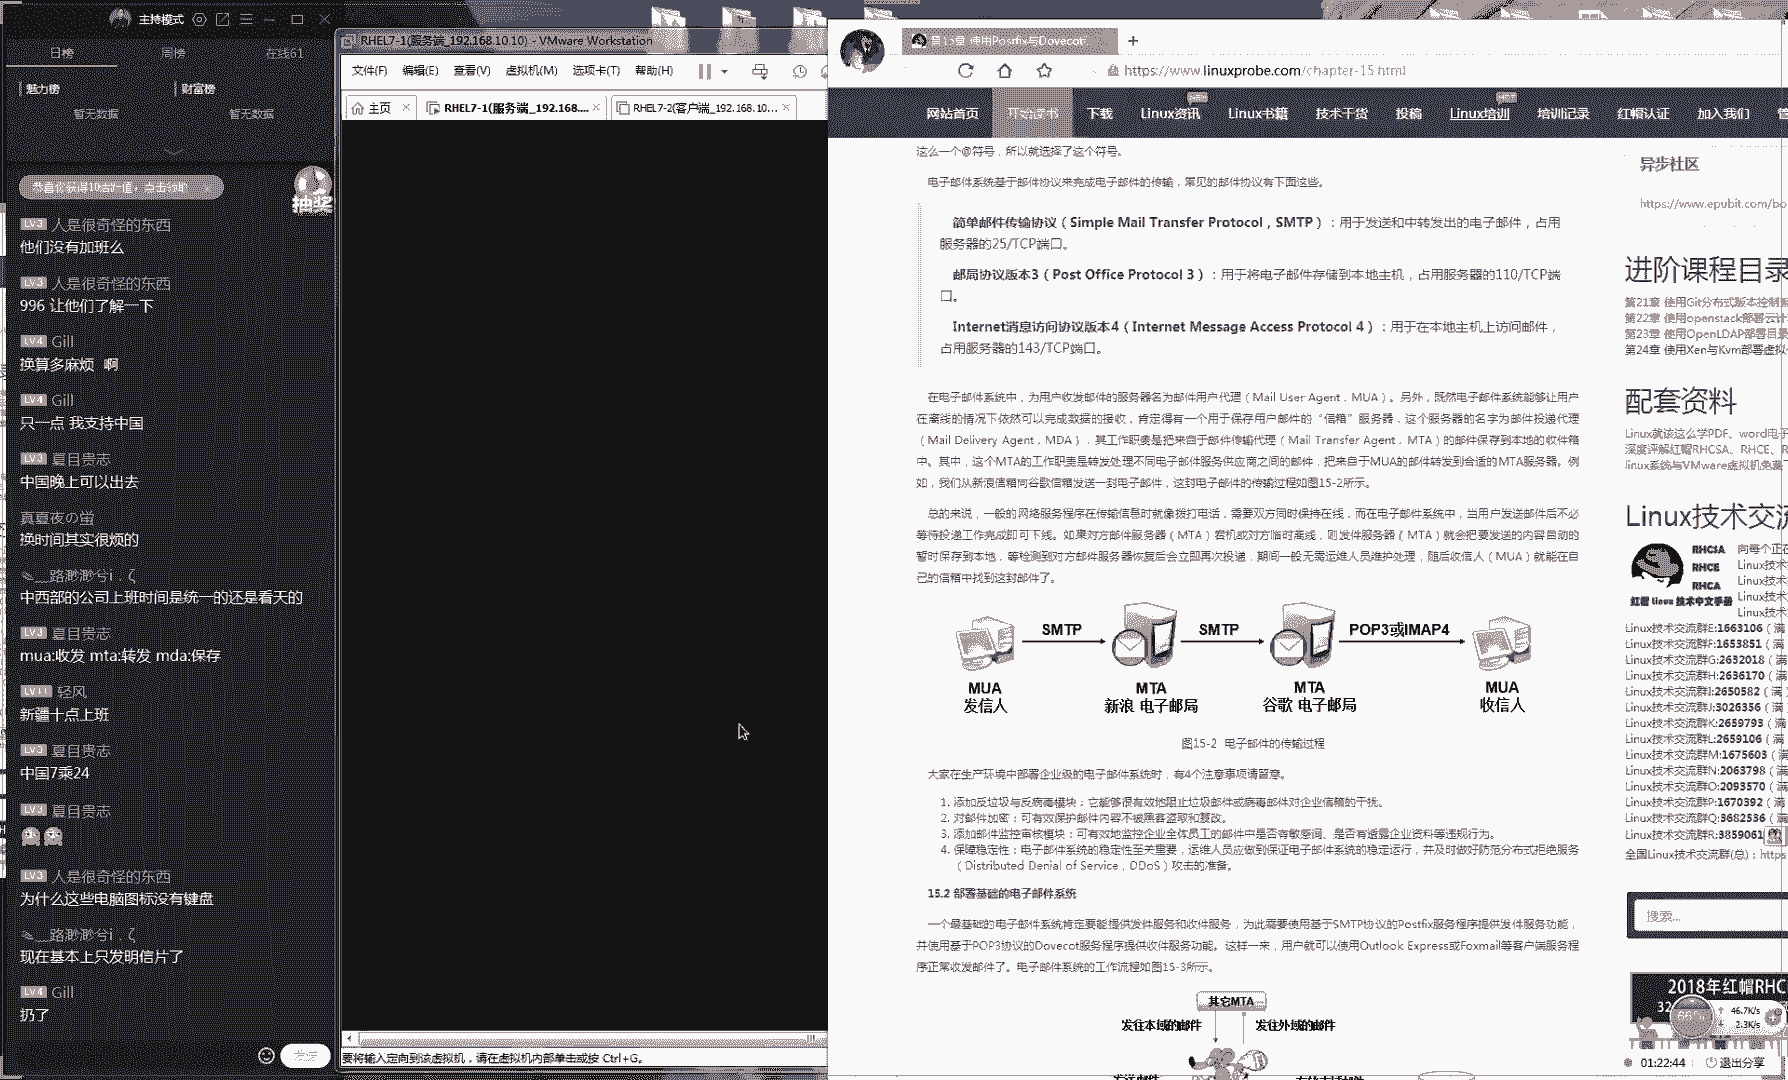 主持模式
日榜
周榜
在线61
魅力榜
财富榜
暂无数据
暂无数据
抽奖
LV3 人是很奇怪的东西
他们没有加班么
LV3 人是很奇怪的东西
996 让他们了解一下
LV4 Gill
换算多麻烦 啊
LV4 Gill
只一点 我支持中国
LV3 夏目贵志
中国晚上可以出去
真夏夜の蛍
换时间其实很烦的
中西部的公司上班时间是统一的还是看天的
LV3 夏目贵志
mua:收发 mta:转发 mda:保存
轻风
新疆十点上班
LV3 夏目贵志
中国7乘24
LV3 夏目贵志
LV3 人是很奇怪的东西
为什么这些电脑图标没有键盘
现在基本上只发明信片了
LV4 Gill
扔了
发送
RHEL7-1(服务端_192.168.10.10) - VMware Workstation
文件(F) 编辑(E) 查看(V) 虚拟机(M) 选项卡(T) 帮助(H)
主页
RHEL7-1(服务端_192.168....
RHEL7-2(客户端_192.168.10...
要将输入定向到该虚拟机，请在虚拟机内部单击或按 Ctrl+G。
第15章 使用Postfix与Dovecot
https://www.linuxprobe.com/chapter-15.html
网站首页 开始读书 下载 Linux资讯 Linux书籍 技术干货 投稿 Linux培训 培训记录 红帽认证 加入我们
这么一个@符号，所以就选择了这个符号。
电子邮件系统基于邮件协议来完成电子邮件的传输，常见的邮件协议有下面这些。
简单邮件传输协议（Simple Mail Transfer Protocol，SMTP）：用于发送和中转发出的电子邮件，占用
服务器的25/TCP端口。
邮局协议版本3（Post Office Protocol 3）：用于将电子邮件存储到本地主机，占用服务器的110/TCP端
口。
Internet消息访问协议版本4（Internet Message Access Protocol 4）：用于在本地主机上访问邮件，
占用服务器的143/TCP端口。
在电子邮件系统中，为用户收发邮件的服务器名为邮件用户代理（Mail User Agent，MUA）。另外，既然电子邮件系统能够让用户
在离线的情况下依然可以完成数据的接收，肯定得有一个用于保存用户邮件的“信箱”服务器，这个服务器的名字为邮件投递代理
（Mail Delivery Agent，MDA），其工作职责是把来自于邮件传输代理（Mail Transfer Agent，MTA）的邮件保存到本地的收件箱
中。其中，这个MTA的工作职责是转发处理不同电子邮件服务供应商之间的邮件，把来自于MUA的邮件转发到合适的MTA服务器。例
如，我们从新浪信箱向谷歌信箱发送一封电子邮件，这封电子邮件的传输过程如图15-2所示。
总的来说，一般的网络服务程序在传输信息时就像拨打电话，需要双方同时保持在线，而在电子邮件系统中，当用户发送邮件后不必
等待投递工作完成即可下线。如果对方邮件服务器（MTA）宕机或对方临时离线，则发件服务器（MTA）就会把要发送的内容自动的
暂时保存到本地，等检测到对方邮件服务器恢复后会立即再次投递，期间一般无需运维人员维护处理，随后收信人（MUA）就能在自
己的信箱中找到这封邮件了。
SMTP
SMTP
POP3或IMAP4
MUA
发信人
MTA
新浪 电子邮局
MTA
谷歌 电子邮局
MUA
收信人
图15-2 电子邮件的传输过程
大家在生产环境中部署企业级的电子邮件系统时，有4个注意事项请留意。
1. 添加反垃圾与反病毒模块：它能够很有效地阻止垃圾邮件或病毒邮件对企业信箱的干扰。
2. 对邮件加密：可有效保护邮件内容不被黑客盗取和篡改。
3. 添加邮件监控审核模块：可有效地监控企业全体员工的邮件中是否有敏感词、是否有透露企业资料等违规行为。
4. 保障稳定性：电子邮件系统的稳定性至关重要，运维人员应做到保证电子邮件系统的稳定运行，并及时做好防范分布式拒绝服务
（Distributed Denial of Service，DDoS）攻击的准备。
15.2 部署基础的电子邮件系统
一个最基础的电子邮件系统肯定要能提供发件服务和收件服务，为此需要使用基于SMTP协议的Postfix服务程序提供发件服务功能，
并使用基于POP3协议的Dovecot服务程序提供收件服务功能。这样一来，用户就可以使用Outlook Express或Foxmail等客户端服务程
序正常收发邮件了。电子邮件系统的工作流程如图15-3所示。
其它MTA
发往本域的邮件
发往外域的邮件
异步社区
https://www.epubit.com/bo
进阶课程目录
第21章 使用Git分布式版本控制
第22章 使用openstack部署云计
第23章 使用OpenLDAP部署目录
第24章 使用Xen与Kvm部署虚拟
配套资料
Linux就该这么学PDF、word电子
深度评解红帽RHCSA、RHCE、R
linux系统与VMware虚拟机免费
Linux技术交流
RHCSA
RHCE
RHCA
红帽 linux 技术中文手册
向每个正在
Linux技术
Linux技术
Linux技术
Linux技术
Linux技术交流群E:1663106（满
Linux技术交流群F:1653851（满
Linux技术交流群G:2632018（满
Linux技术交流群H:2636170（满
Linux技术交流群I:2650582（满
Linux技术交流群J:3026356（满
Linux技术交流群K:2659793（满
Linux技术交流群L:2659106（满
Linux技术交流群M:1675603（满
Linux技术交流群N:2063798（满
Linux技术交流群O:2093570（满
Linux技术交流群P:1670392（满
Linux技术交流群Q:3682536（满
Linux技术交流群R:3859061
全国Linux技术交流群(总)：https
搜索...
2018年红帽RHC
32
66%
46.7K/s
2.3K/s
01:22:44
退出分享